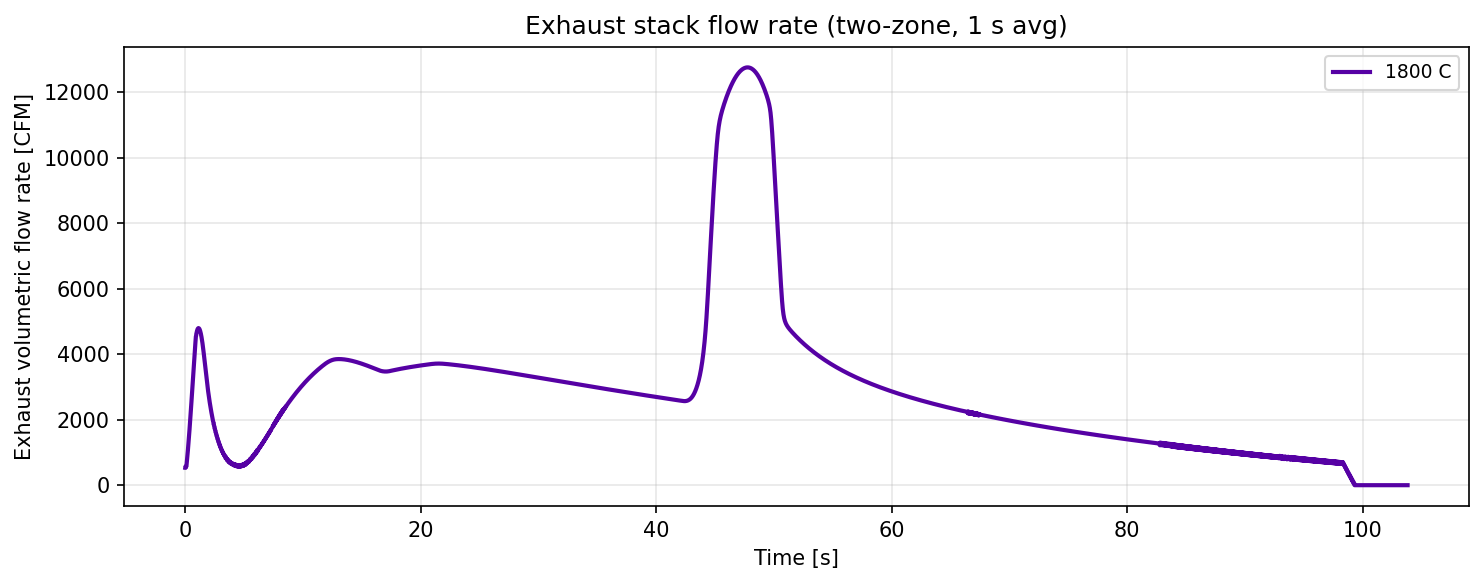 Exhaust stack flow rate (two-zone, 1 s avg)
1800 C
Exhaust volumetric flow rate [CFM]
12000
10000
8000
6000
4000
2000
0
0 20 40 60 80 100
Time [s]